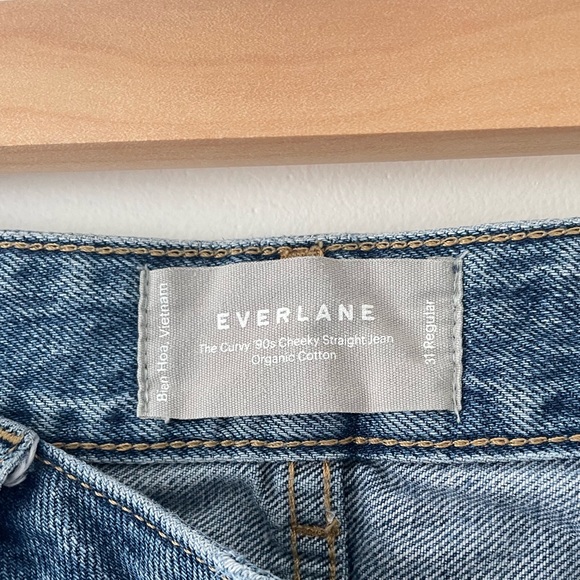 Bien Hoa, Vietnam
EVERLANE
The Curvy '90s Cheeky Straight Jean
Organic Cotton
31 Regular